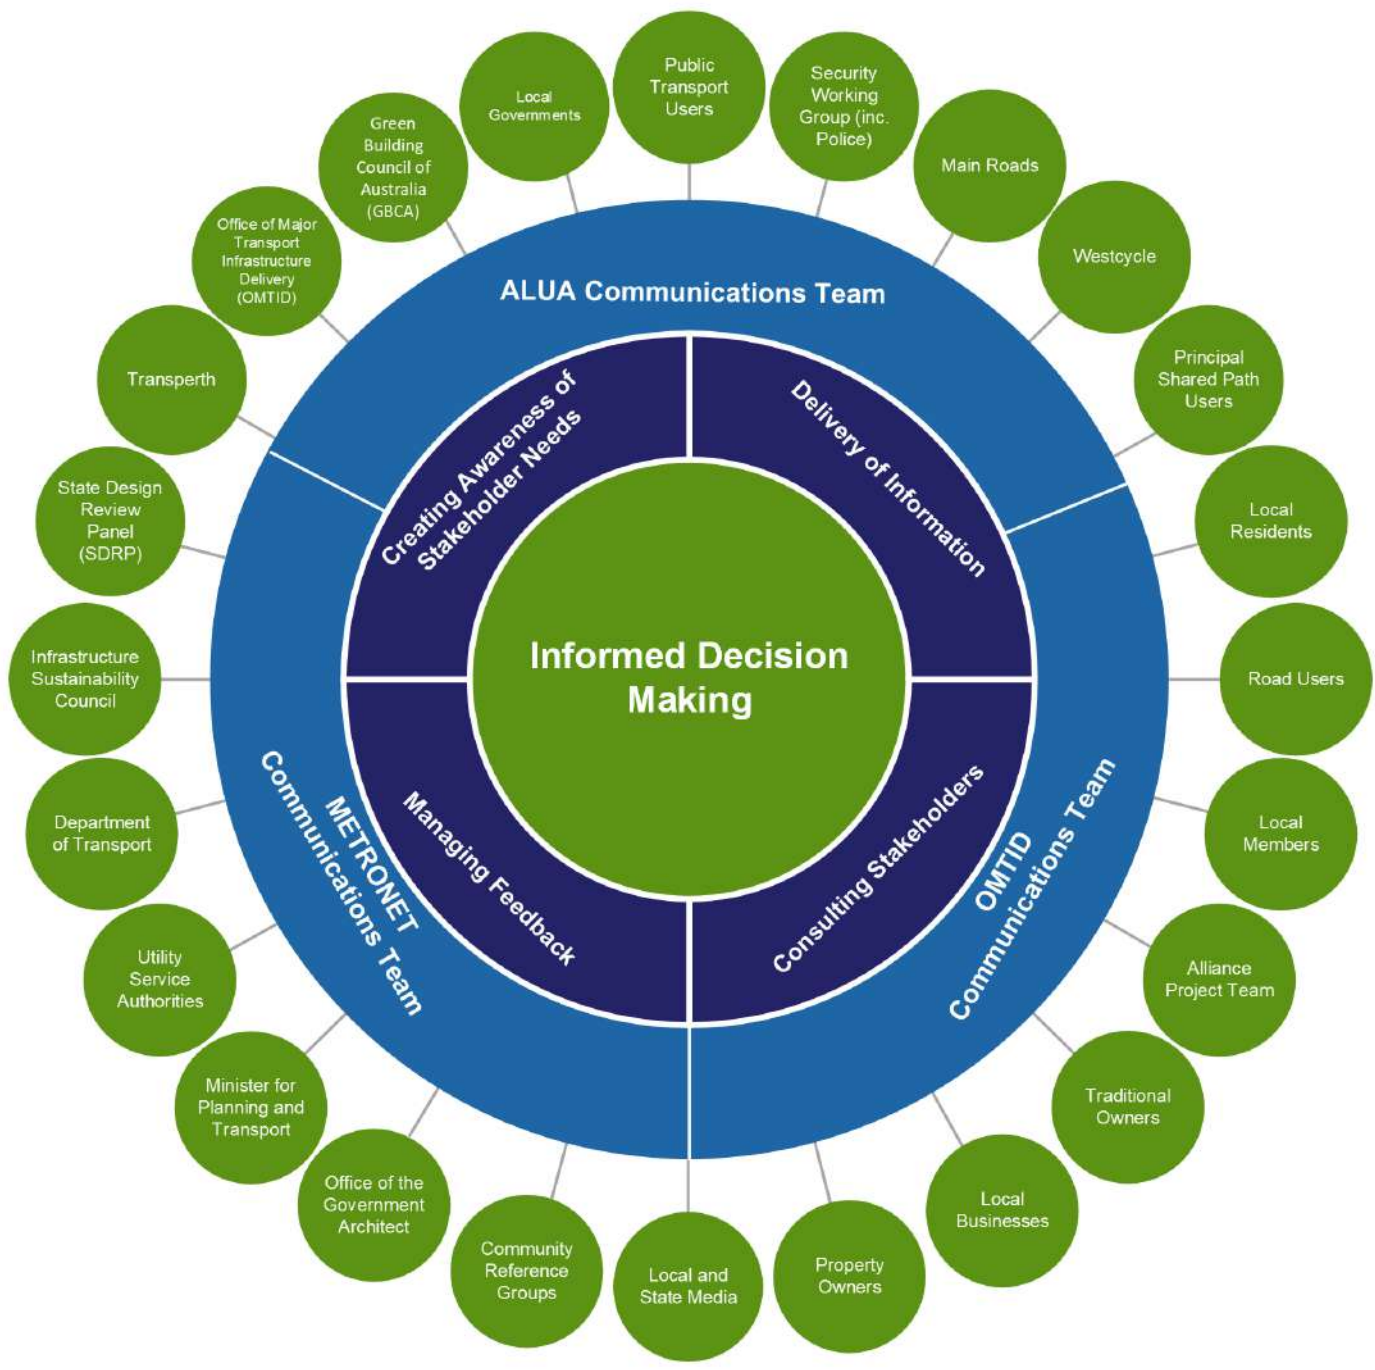 Public
Transport
Users
Security
Working
Group (inc.
Police)
Main Roads
Westcycle
Principal
Shared Path
Users
Local
Residents
Road Users
Local
Members
Alliance
Project Team
Traditional
Owners
Local
Businesses
Property
Owners
Local and
State Media
Community
Reference
Groups
Office of the
Government
Architect
Minister for
Planning and
Transport
Utility
Service
Authorities
Department
of Transport
Infrastructure
Sustainability
Council
State Design
Review
Panel
(SDRP)
Transperth
Office of Major
Transport
Infrastructure
Delivery
(OMTID)
Green
Building
Council of
Australia
(GBCA)
Local
Governments
ALUA Communications Team
OMTID
Communications Team
METRONET
Communications Team
Creating Awareness of
Stakeholder Needs
Delivery of Information
Consulting Stakeholders
Managing Feedback
Informed Decision
Making